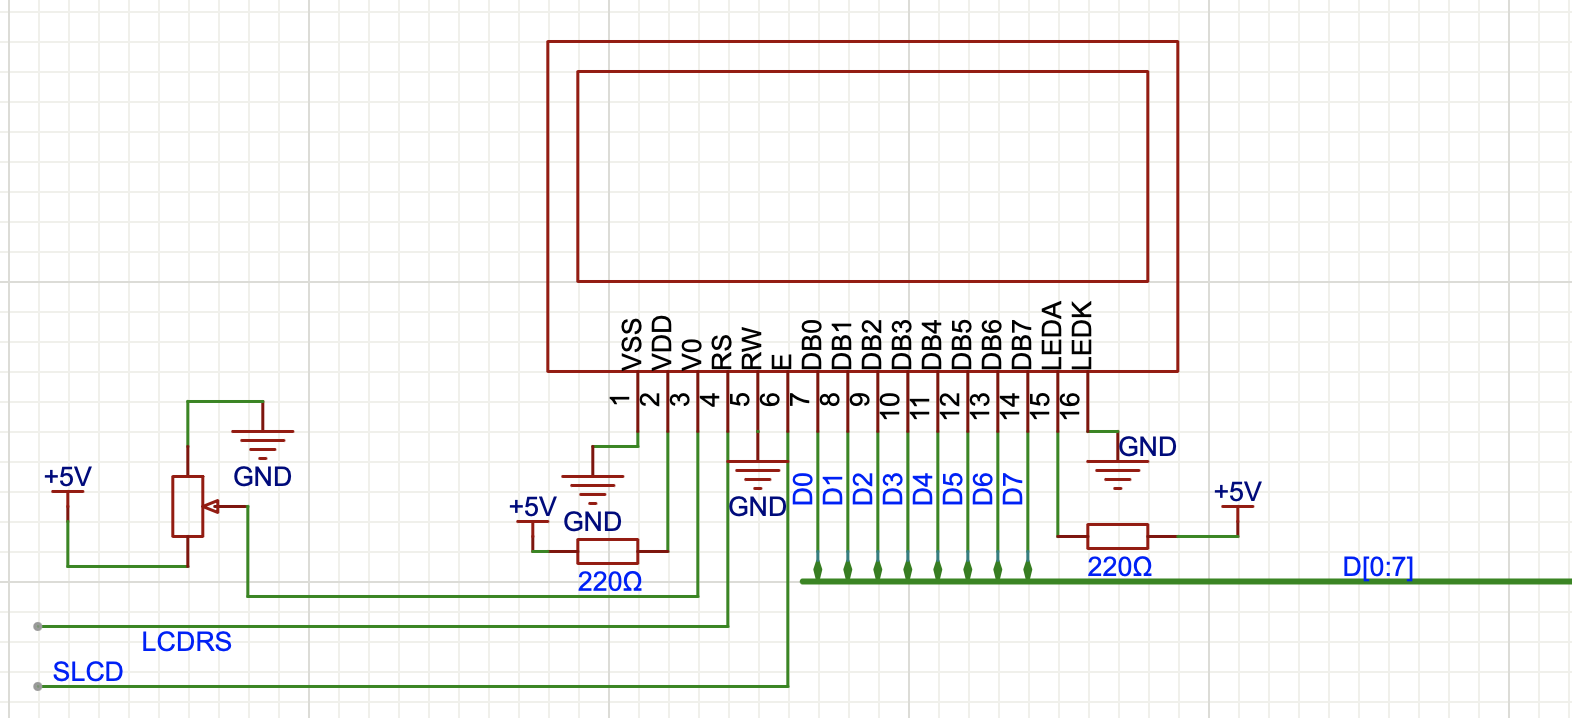 VSS
VDD
V0
RS
RW
E
DB0
DB1
DB2
DB3
DB4
DB5
DB6
DB7
LEDA
LEDK
1
2
3
4
5
6
7
8
9
10
11
12
13
14
15
16
GND
+5V
GND
+5V
GND
220Ω
GND
D0
D1
D2
D3
D4
D5
D6
D7
GND
+5V
220Ω
D[0:7]
LCDRS
SLCD